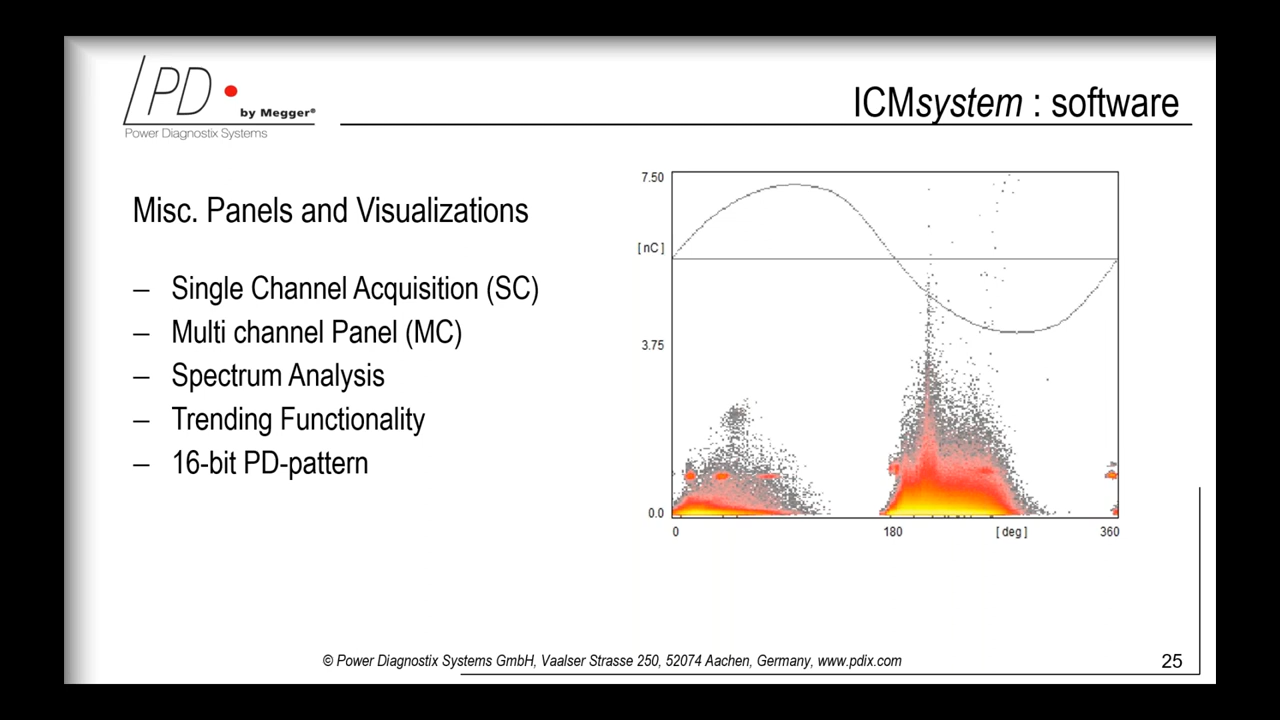 PD
by Megger®
Power Diagnostix Systems
ICMsystem : software
Misc. Panels and Visualizations
– Single Channel Acquisition (SC)
– Multi channel Panel (MC)
– Spectrum Analysis
– Trending Functionality
– 16-bit PD-pattern
7.50
[ nC ]
3.75
0.0
0 180 [ deg ] 360
© Power Diagnostix Systems GmbH, Vaalser Strasse 250, 52074 Aachen, Germany, www.pdix.com
25